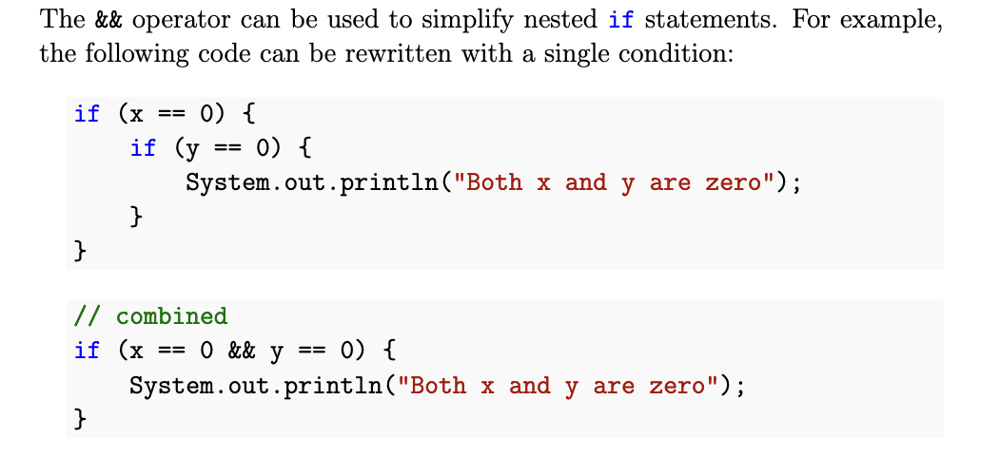 The && operator can be used to simplify nested if statements. For example,
the following code can be rewritten with a single condition:
if (x == 0) {
    if (y == 0) {
        System.out.println("Both x and y are zero");
    }
}
// combined
if (x == 0 && y == 0) {
    System.out.println("Both x and y are zero");
}